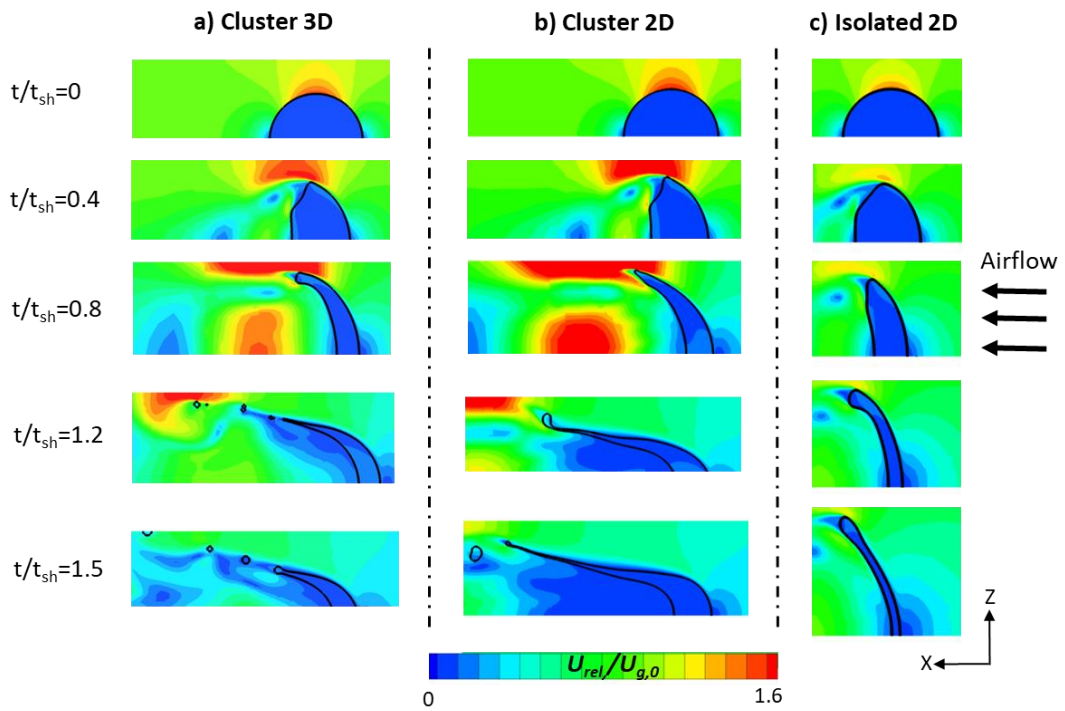 a) Cluster 3D
b) Cluster 2D
c) Isolated 2D
t/tsh=0
t/tsh=0.4
t/tsh=0.8
Airflow
t/tsh=1.2
t/tsh=1.5
Z
X
Urel/Ug,0
0
1.6